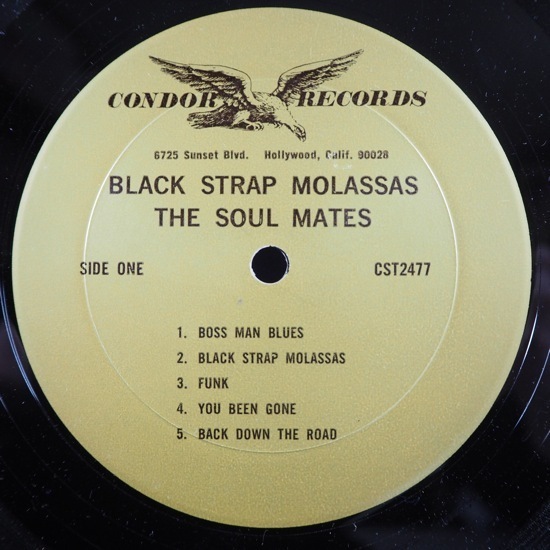 CONDOR RECORDS
6725 Sunset Blvd. Hollywood, Calif. 90028
BLACK STRAP MOLASSAS
THE SOUL MATES
SIDE ONE CST2477
1. BOSS MAN BLUES
2. BLACK STRAP MOLASSAS
3. FUNK
4. YOU BEEN GONE
5. BACK DOWN THE ROAD